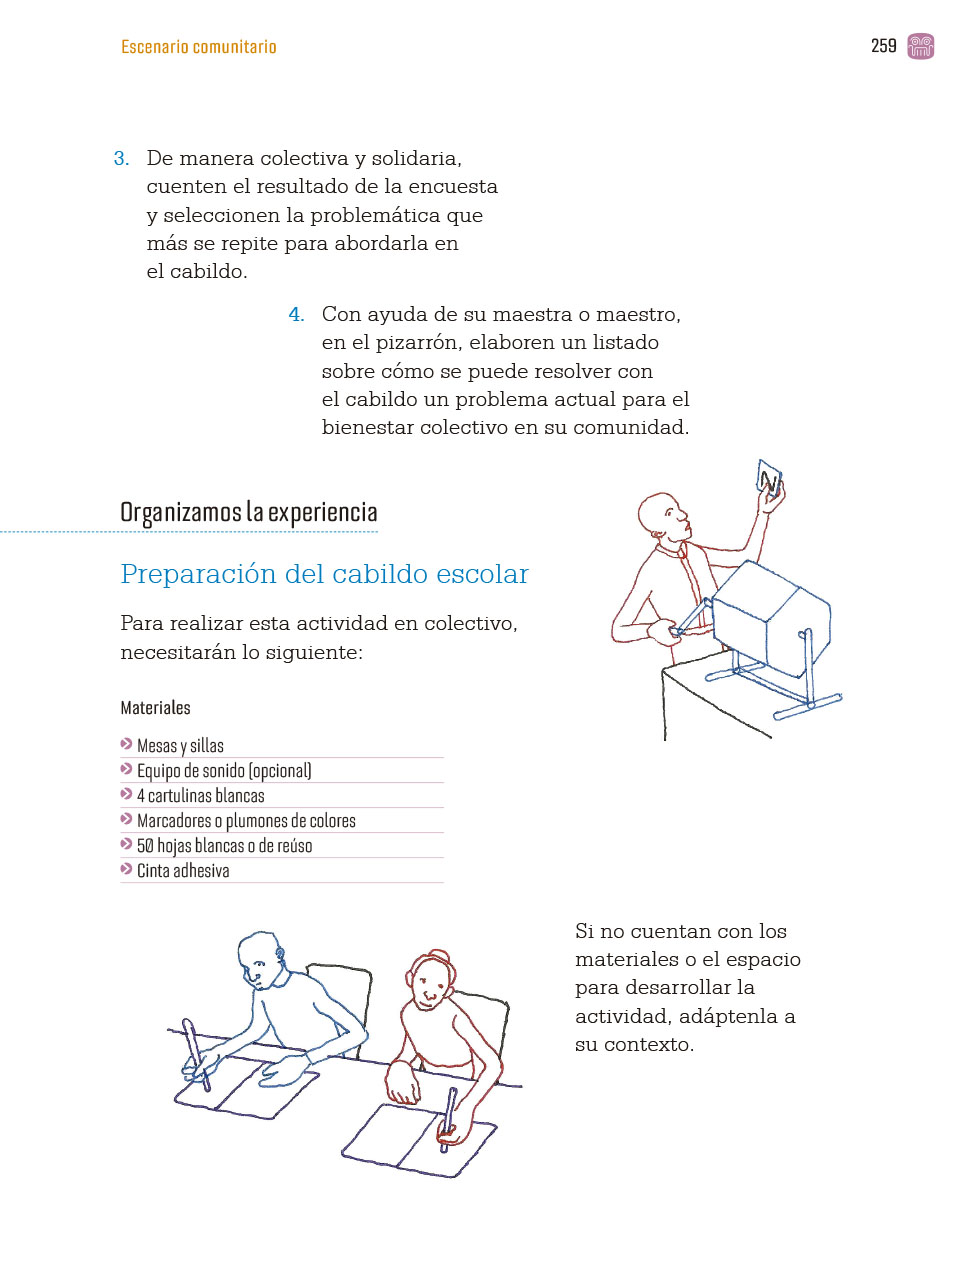 Escenario comunitario
259
3. De manera colectiva y solidaria,
cuenten el resultado de la encuesta
y seleccionen la problemática que
más se repite para abordarla en
el cabildo.
4. Con ayuda de su maestra o maestro,
en el pizarrón, elaboren un listado
sobre cómo se puede resolver con
el cabildo un problema actual para el
bienestar colectivo en su comunidad.
Organizamos la experiencia
Preparación del cabildo escolar
Para realizar esta actividad en colectivo,
necesitarán lo siguiente:
Materiales
Mesas y sillas
Equipo de sonido (opcional)
4 cartulinas blancas
Marcadores o plumones de colores
50 hojas blancas o de reúso
Cinta adhesiva
Si no cuentan con los
materiales o el espacio
para desarrollar la
actividad, adáptenla a
su contexto.